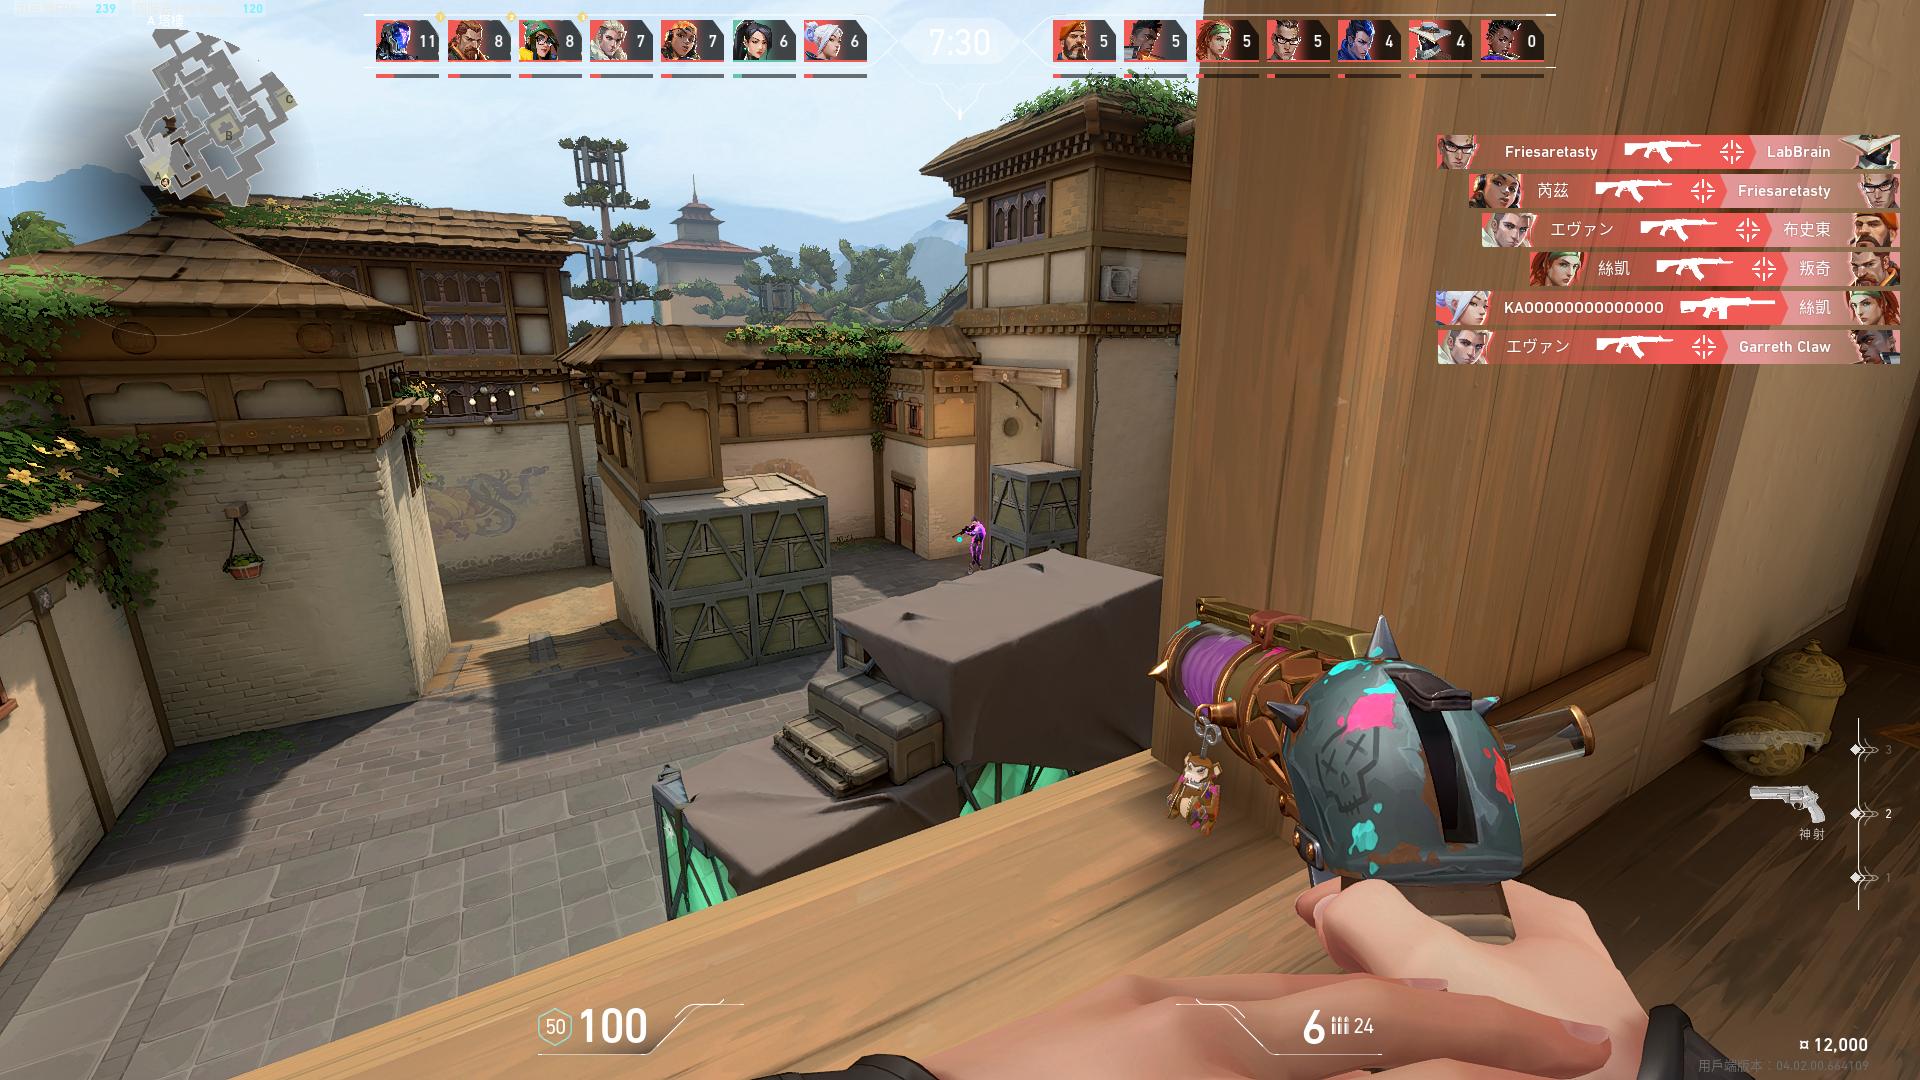 239 120
A 塔樓
11 8 8 7 7 6 6 7:30 5 5 5 5 4 4 0
C
B
A
Friesaretasty LabBrain
芮茲 Friesaretasty
エヴァン 布史東
絲凱 叛奇
KAOOOOOOOOOOOOOO 絲凱
エヴァン Garreth Claw
3
2
神射
1
50 100
6 24
¤ 12,000
用戶端版本：04.02.00.664109